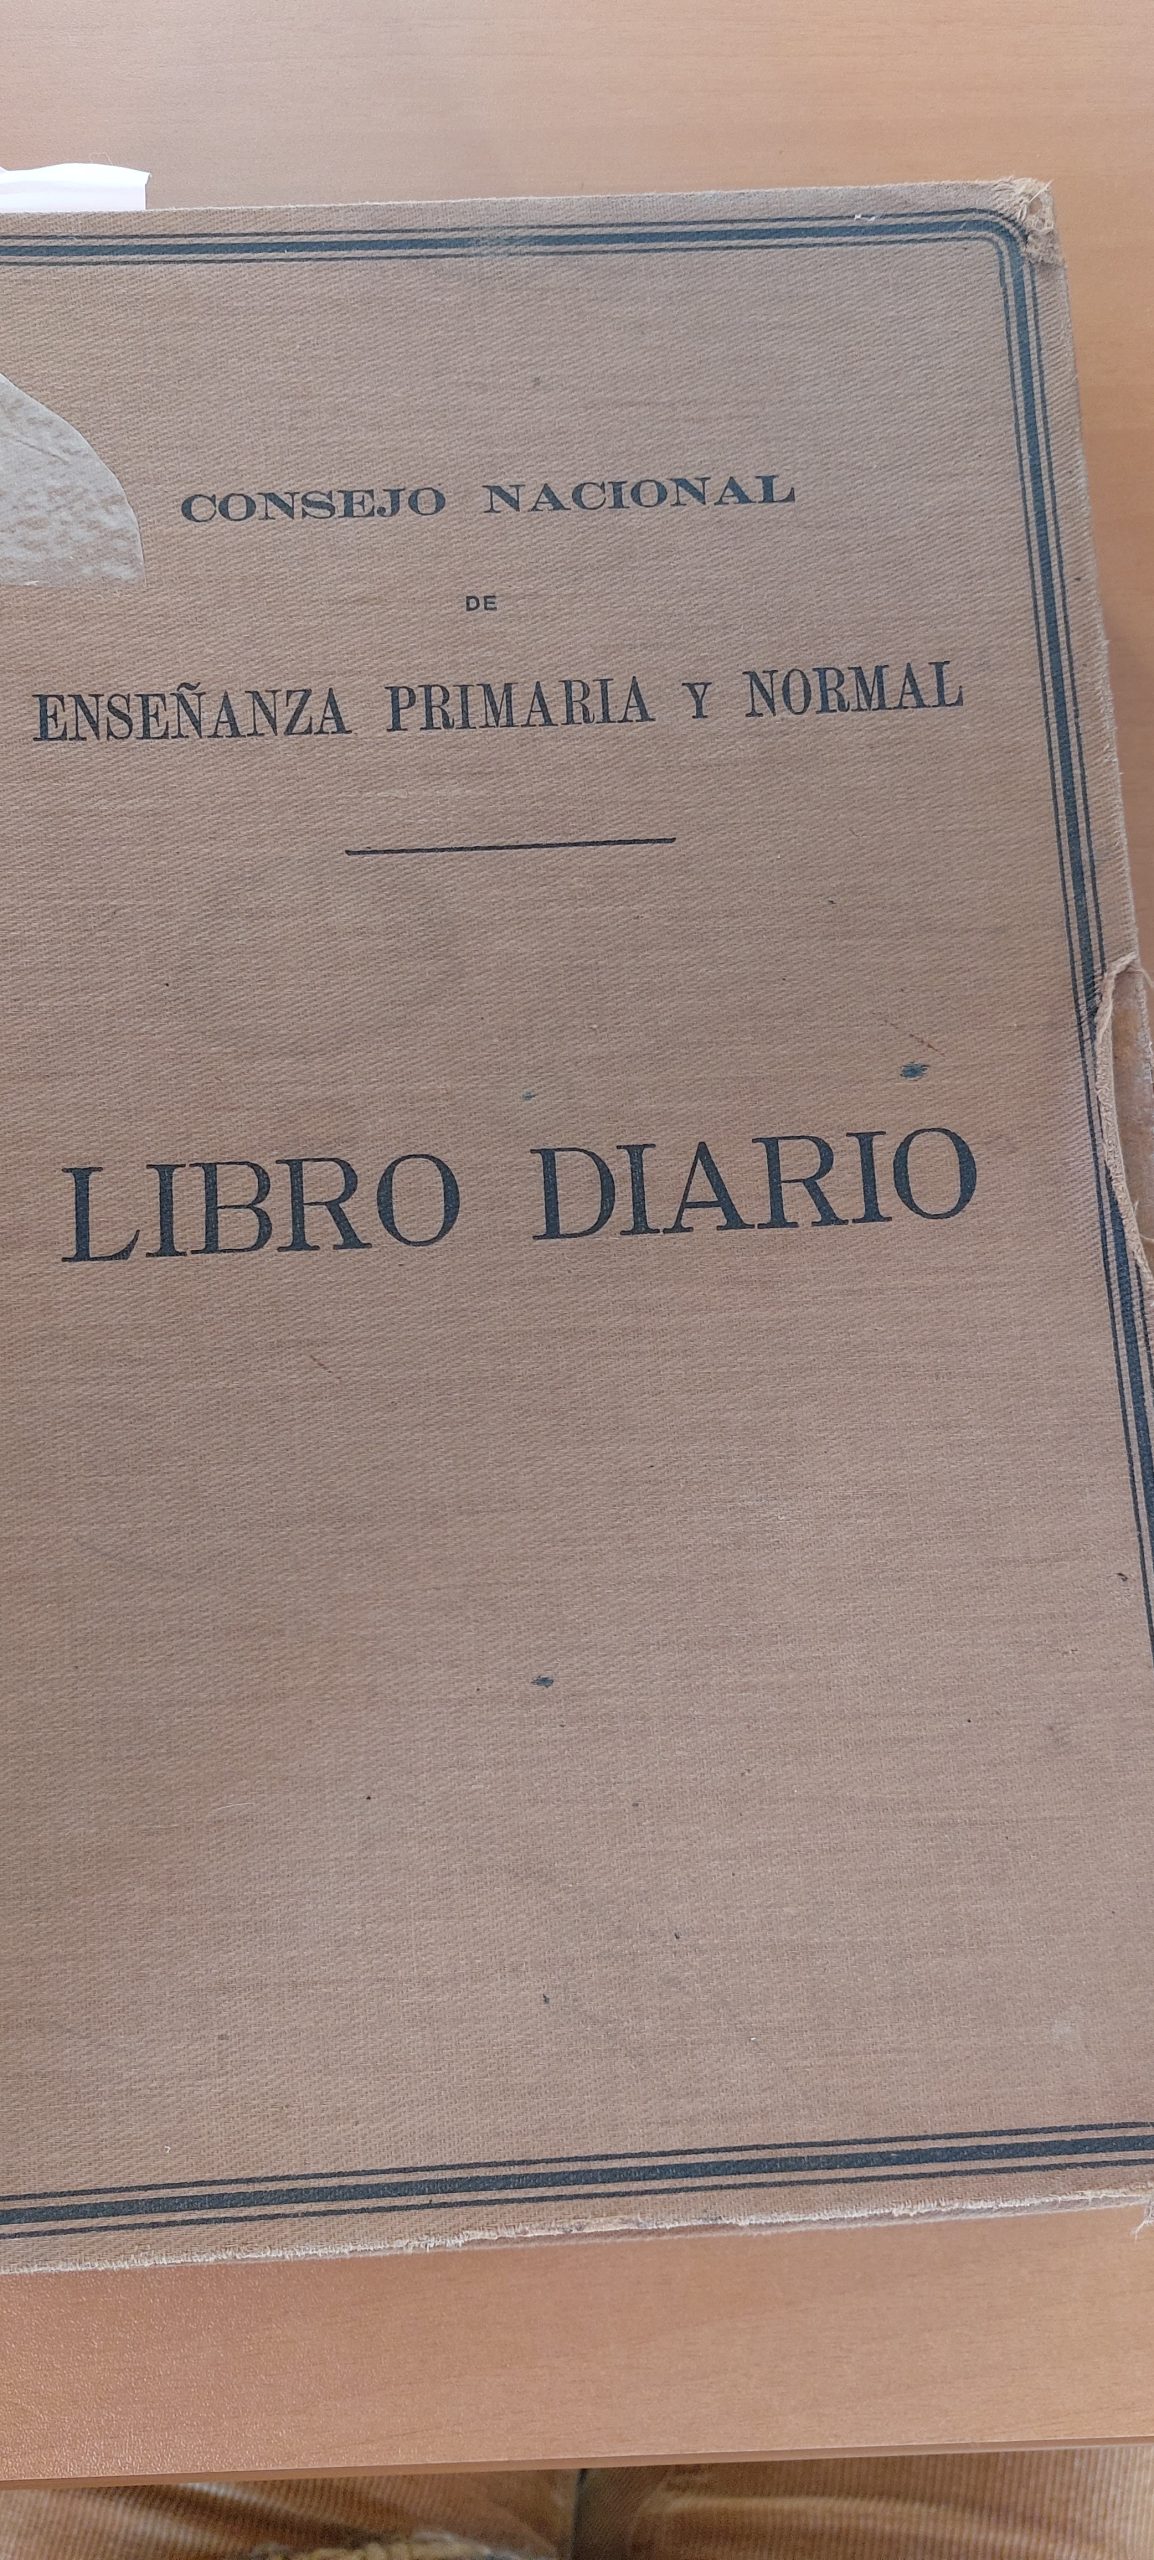 CONSEJO NACIONAL
DE
ENSEÑANZA PRIMARIA Y NORMAL
LIBRO DIARIO